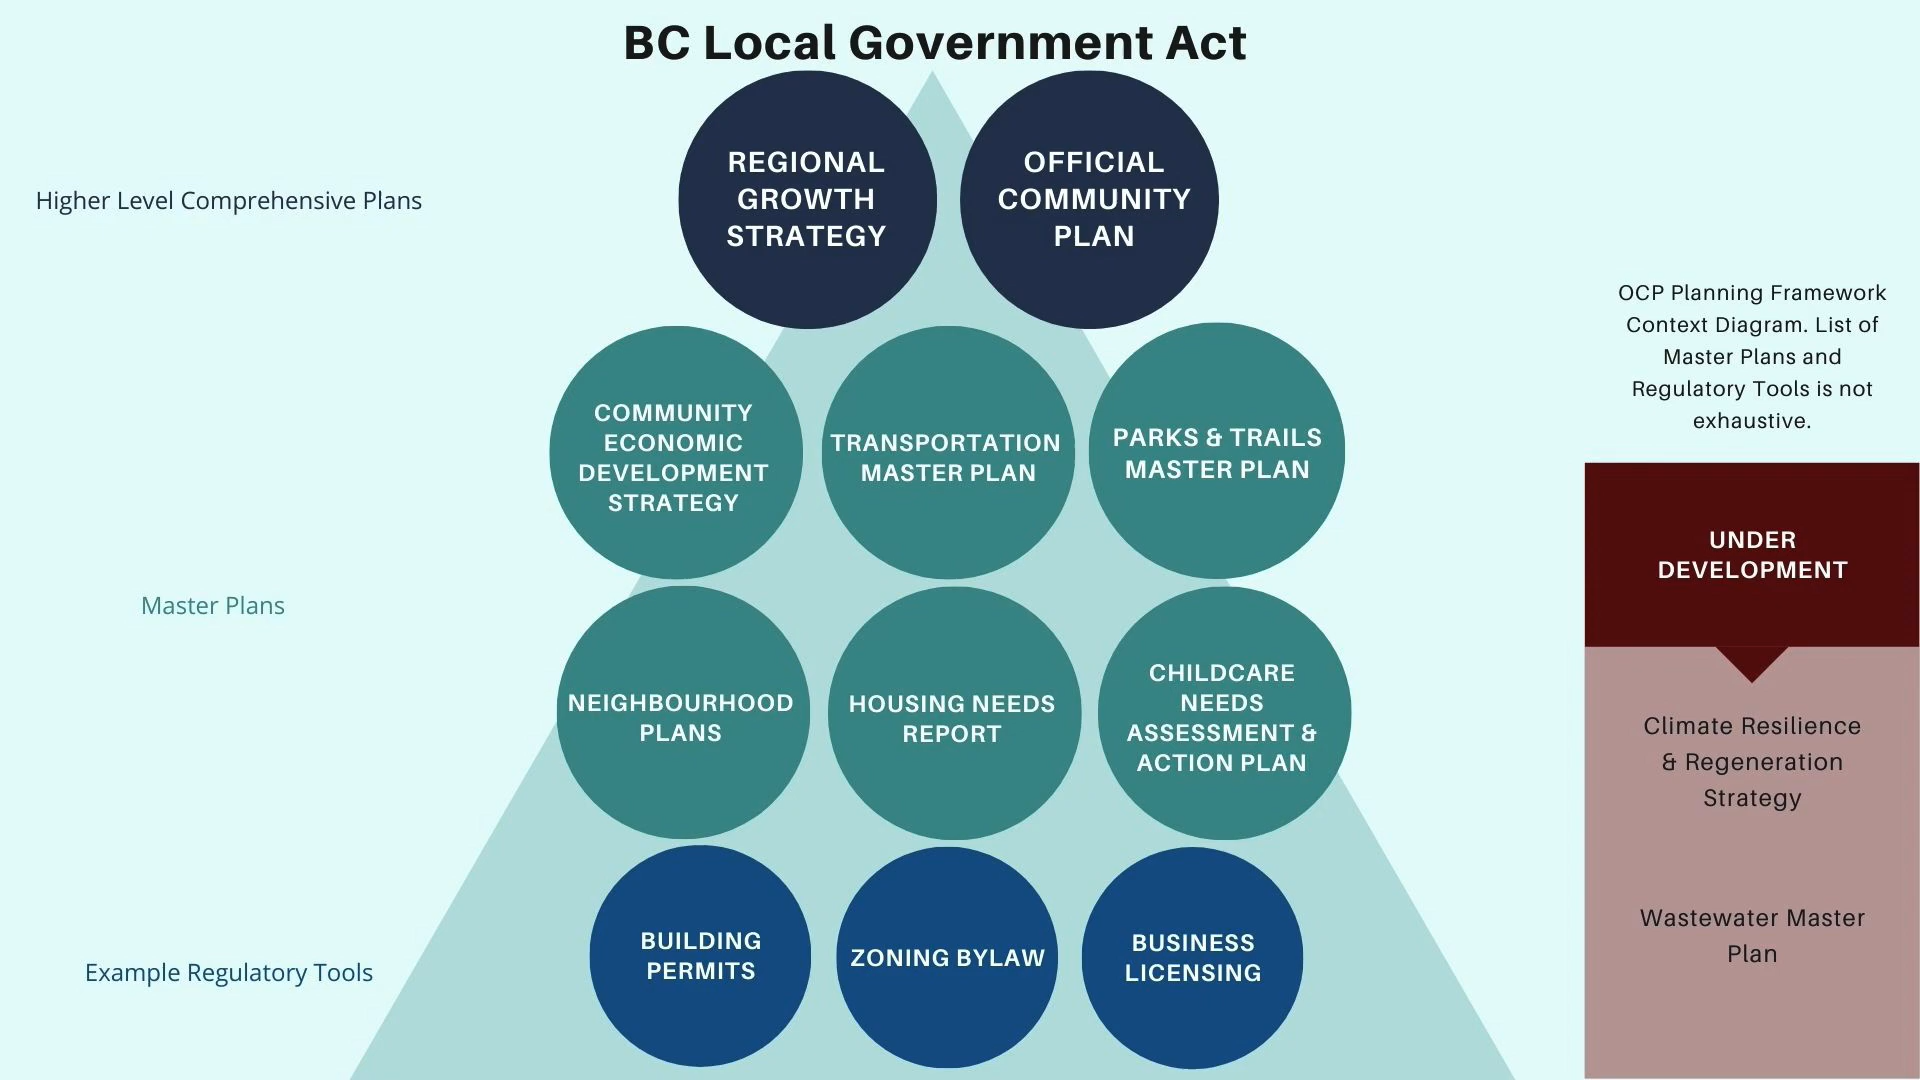 BC Local Government Act
Higher Level Comprehensive Plans
REGIONAL
GROWTH
STRATEGY
OFFICIAL
COMMUNITY
PLAN
Master Plans
COMMUNITY
ECONOMIC
DEVELOPMENT
STRATEGY
TRANSPORTATION
MASTER PLAN
PARKS & TRAILS
MASTER PLAN
NEIGHBOURHOOD
PLANS
HOUSING NEEDS
REPORT
CHILDCARE
NEEDS
ASSESSMENT &
ACTION PLAN
Example Regulatory Tools
BUILDING
PERMITS
ZONING BYLAW
BUSINESS
LICENSING
OCP Planning Framework
Context Diagram. List of
Master Plans and
Regulatory Tools is not
exhaustive.
UNDER
DEVELOPMENT
Climate Resilience
& Regeneration
Strategy
Wastewater Master
Plan